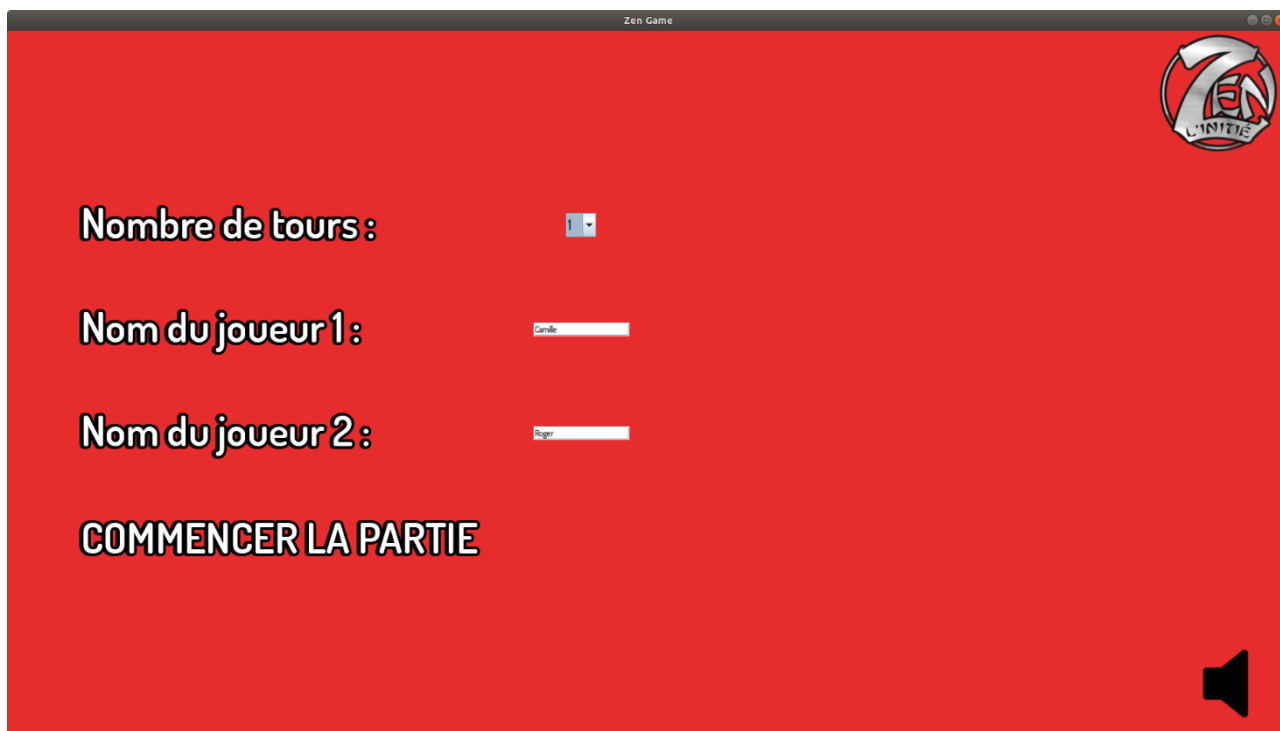 Zen Game
ZEN
L'INITIÉ
Nombre de tours :
1
Nom du joueur 1 :
Camille
Nom du joueur 2 :
Roger
COMMENCER LA PARTIE